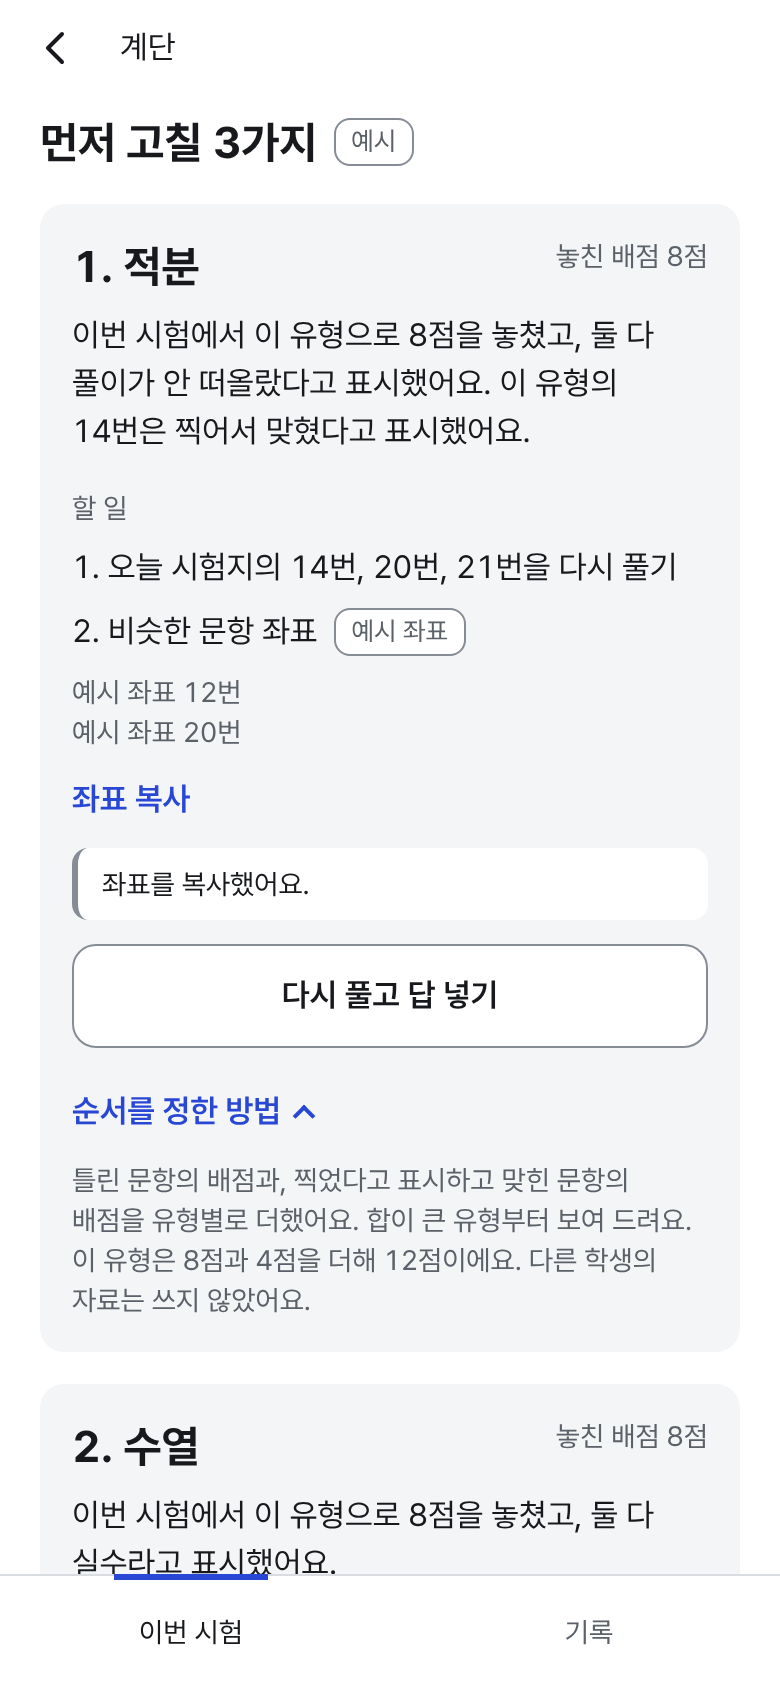 계단
먼저 고칠 3가지 예시
1. 적분 놓친 배점 8점
이번 시험에서 이 유형으로 8점을 놓쳤고, 둘 다
풀이가 안 떠올랐다고 표시했어요. 이 유형의
14번은 찍어서 맞혔다고 표시했어요.
할 일
1. 오늘 시험지의 14번, 20번, 21번을 다시 풀기
2. 비슷한 문항 좌표 예시 좌표
예시 좌표 12번
예시 좌표 20번
좌표 복사
좌표를 복사했어요.
다시 풀고 답 넣기
순서를 정한 방법
틀린 문항의 배점과, 찍었다고 표시하고 맞힌 문항의
배점을 유형별로 더했어요. 합이 큰 유형부터 보여 드려요.
이 유형은 8점과 4점을 더해 12점이에요. 다른 학생의
자료는 쓰지 않았어요.
2. 수열 놓친 배점 8점
이번 시험에서 이 유형으로 8점을 놓쳤고, 둘 다
실수라고 표시했어요.
이번 시험 기록